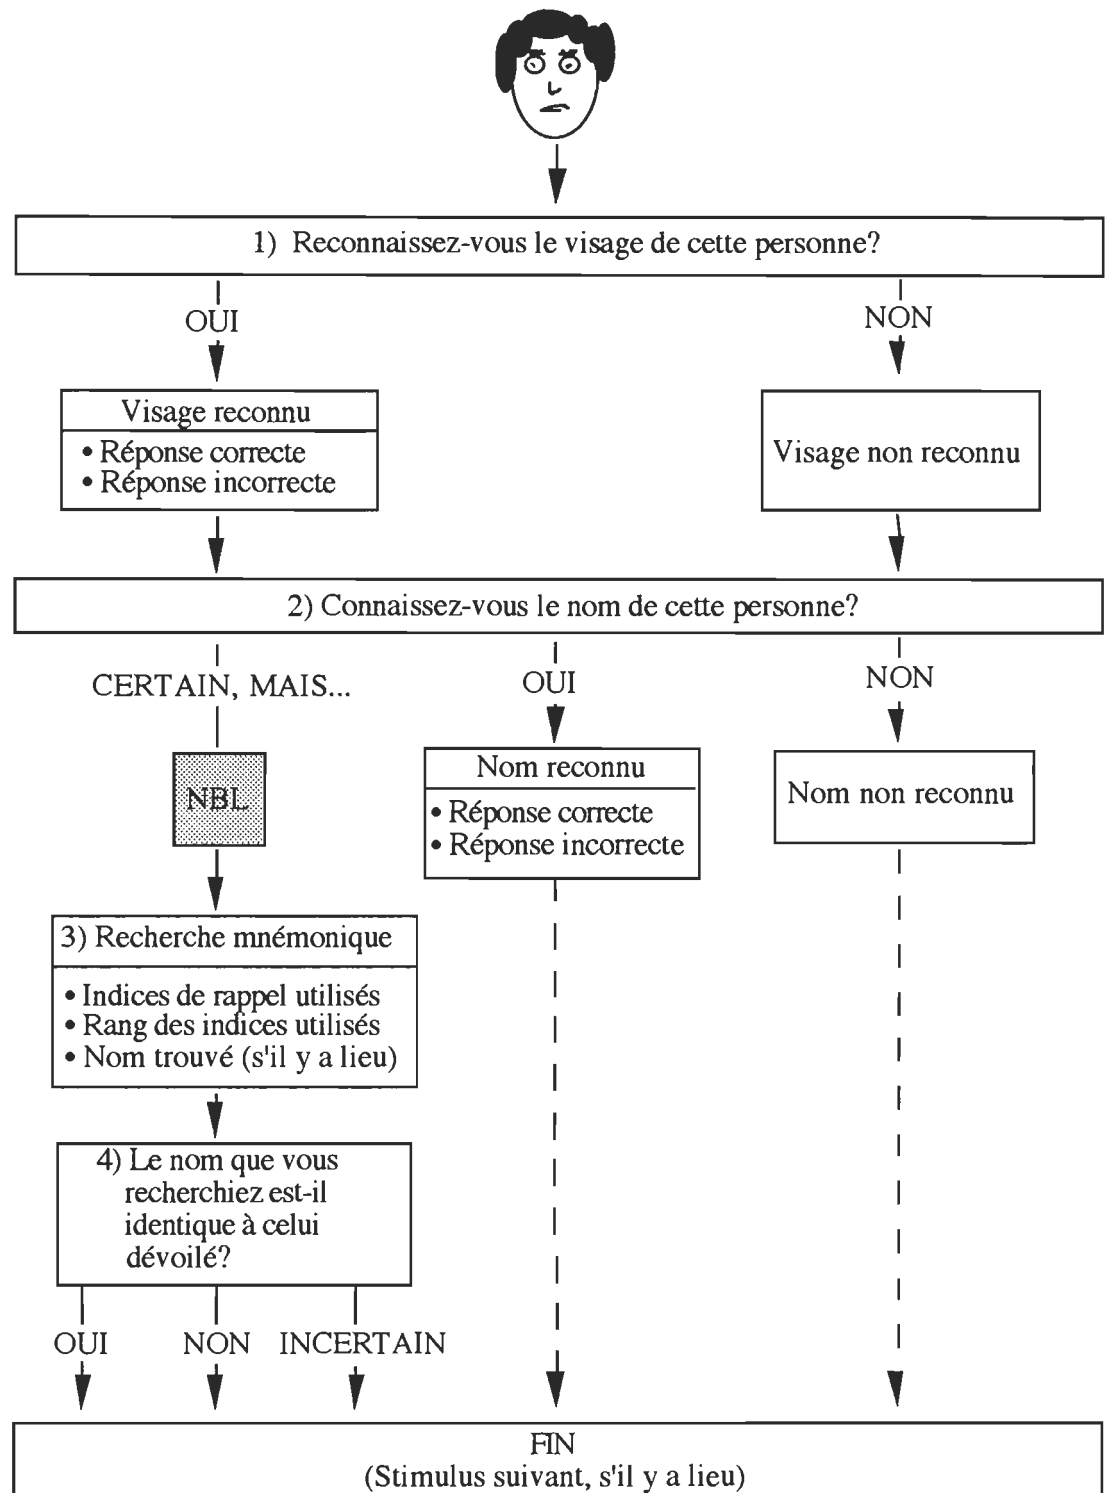 1) Reconnaissez-vous le visage de cette personne?
OUI
NON
Visage reconnu
• Réponse correcte
• Réponse incorrecte
Visage non reconnu
2) Connaissez-vous le nom de cette personne?
CERTAIN, MAIS...
OUI
NON
NBL
Nom reconnu
• Réponse correcte
• Réponse incorrecte
Nom non reconnu
3) Recherche mnémonique
• Indices de rappel utilisés
• Rang des indices utilisés
• Nom trouvé (s'il y a lieu)
4) Le nom que vous
recherchiez est-il
identique à celui
dévoilé?
OUI
NON
INCERTAIN
FIN
(Stimulus suivant, s'il y a lieu)